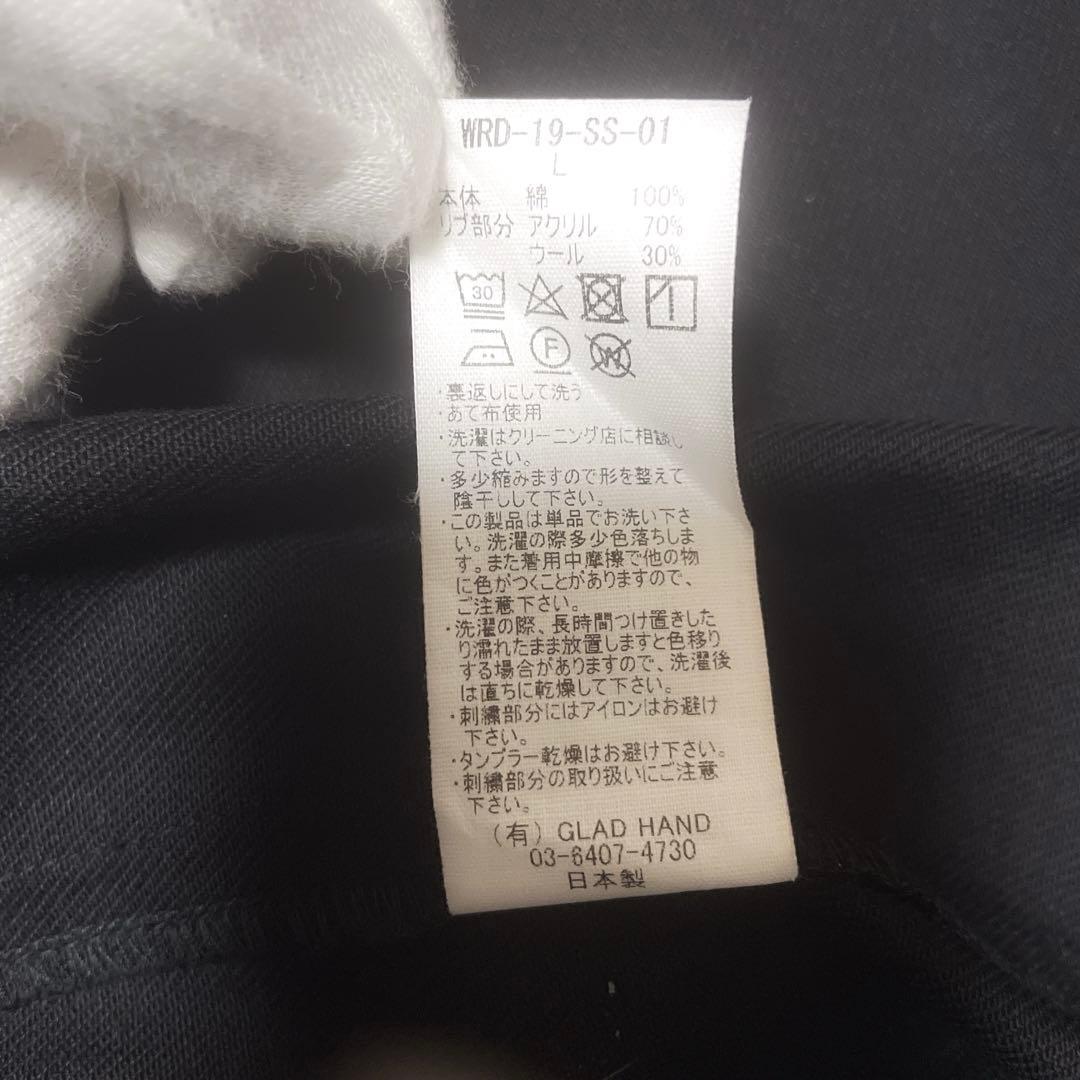 WRD-19-SS-01
L
本体 綿 100%
リブ部分 アクリル 70%
ウール 30%
30
F
W
・裏返しにして洗う
・あて布使用
・洗濯はクリーニング店に相談し
て下さい。
・多少縮みますので形を整えて
陰干しして下さい。
・この製品は単品でお洗い下さ
い。洗濯の際多少色落ちしま
す。また着用中摩擦で他の物
に色がつくことがありますので、
ご注意下さい。
・洗濯の際、長時間つけ置きした
り濡れたまま放置しますと色移り
する場合がありますので、洗濯後
は直ちに乾燥して下さい。
・刺繍部分にはアイロンはお避け
下さい。
・タンブラー乾燥はお避け下さい。
・刺繍部分の取り扱いにご注意
下さい。
(有) GLAD HAND
03-6407-4730
日本製